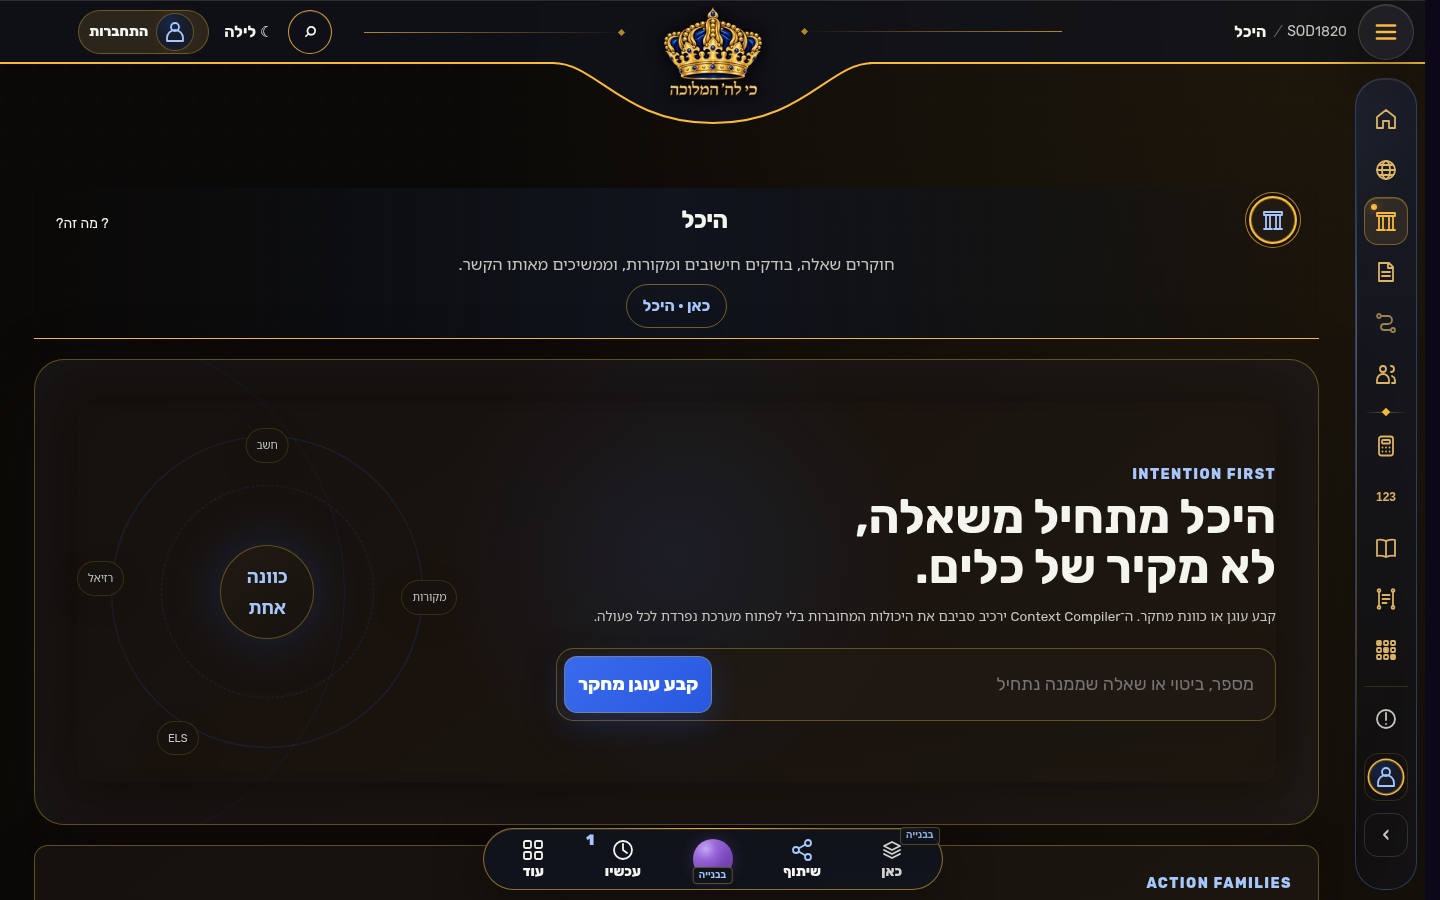 SOD1820 / היכל
כי לה' המלוכה
☾ לילה
התחברות
היכל
? מה זה?
חוקרים שאלה, בודקים חישובים ומקורות, וממשיכים מאותו הקשר.
כאן • היכל
INTENTION FIRST
היכל מתחיל משאלה,
לא מקיר של כלים.
קבע עוגן או כוונת מחקר. ה־Context Compiler ירכיב סביבם את היכולות המחוברות בלי לפתוח מערכת נפרדת לכל פעולה.
מספר, ביטוי או שאלה שממנה נתחיל
קבע עוגן מחקר
חשב
מקורות
כוונה
אחת
רזיאל
ELS
123
ACTION FAMILIES
בבנייה
כאן
שיתוף
בבנייה
1
עכשיו
עוד